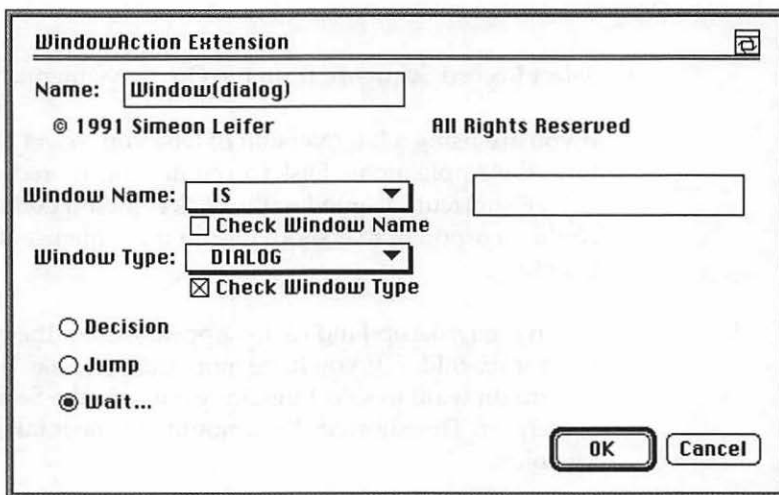 WindowAction Extension
Name: Window(dialog)
© 1991 Simeon Leifer All Rights Reserved
Window Name: IS
Check Window Name
Window Type: DIALOG
Check Window Type
Decision
Jump
Wait...
OK Cancel